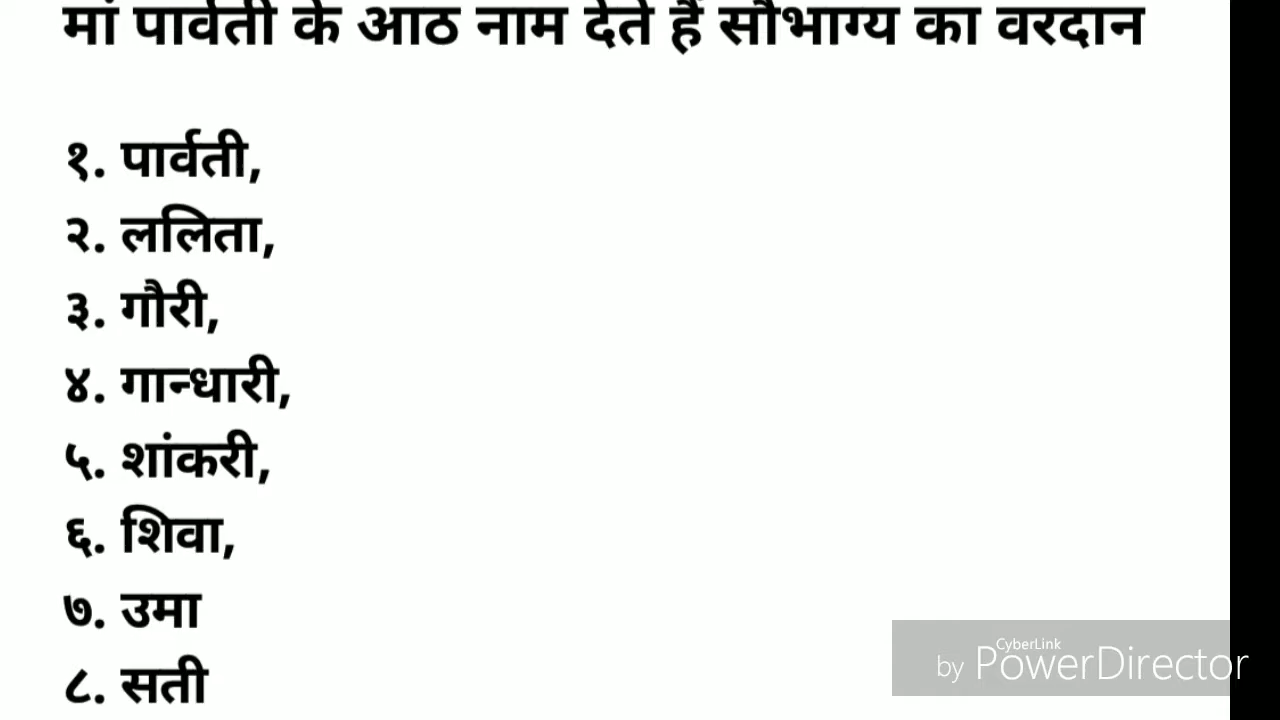 मां पार्वती के आठ नाम देते हैं सौभाग्य का वरदान
१. पार्वती,
२. ललिता,
३. गौरी,
४. गान्धारी,
५. शांकरी,
६. शिवा,
७. उमा
८. सती
CyberLink
by PowerDirector